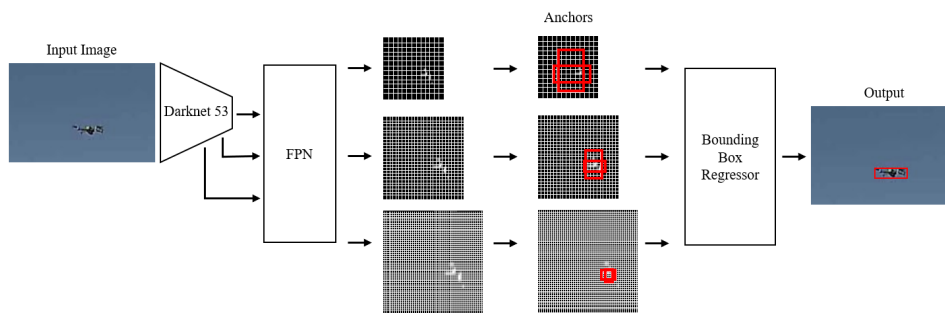 Input Image
Darknet 53
FPN
Anchors
Bounding
Box
Regressor
Output